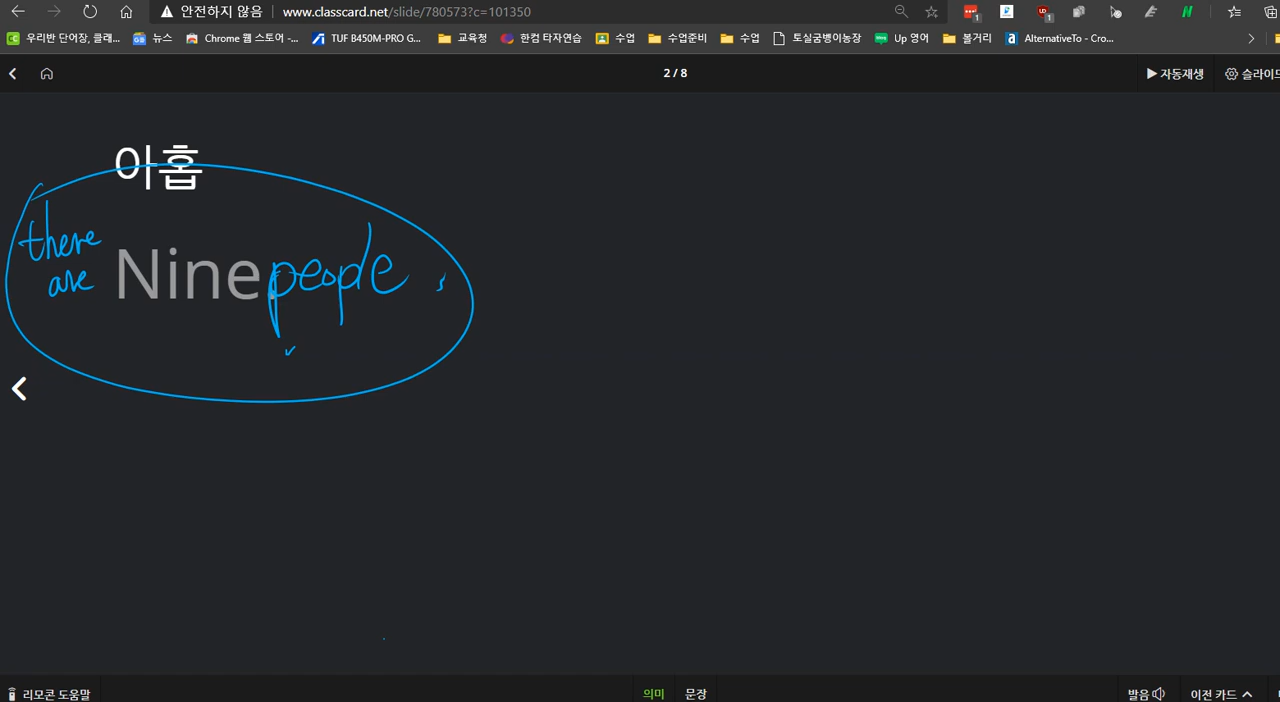 안전하지 않음 | www.classcard.net/slide/780573?c=101350
우리반 단어장, 클래... 뉴스 Chrome 웹 스토어 -... TUF B450M-PRO G... 교육청 한컴 타자연습 수업 수업준비 수업 토실궁뱅이농장 Up 영어 볼거리 AlternativeTo - Cro...
2 / 8 자동재생 슬라이드
아홉
there
are Nine people
리모콘 도움말 의미 문장 발음 이전 카드